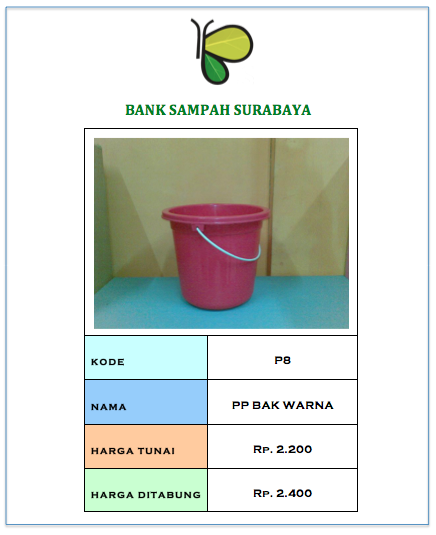 BANK SAMPAH SURABAYA
KODE P8
NAMA PP BAK WARNA
HARGA TUNAI Rp. 2.200
HARGA DITABUNG Rp. 2.400